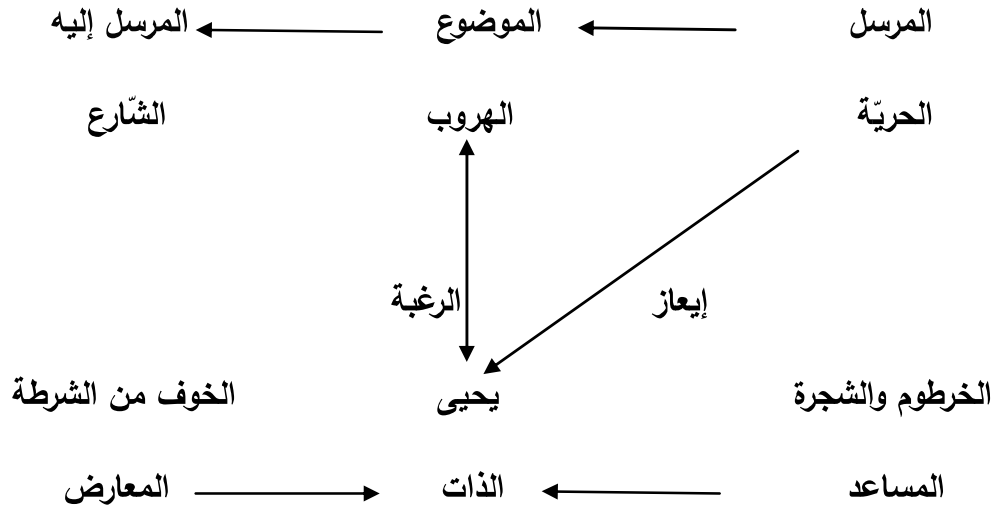 المرسل الموضوع المرسل إليه
الحريّة الهروب الشّارع
إيعاز الرغبة
الخرطوم والشجرة يحيى الخوف من الشرطة
المساعد الذات المعارض